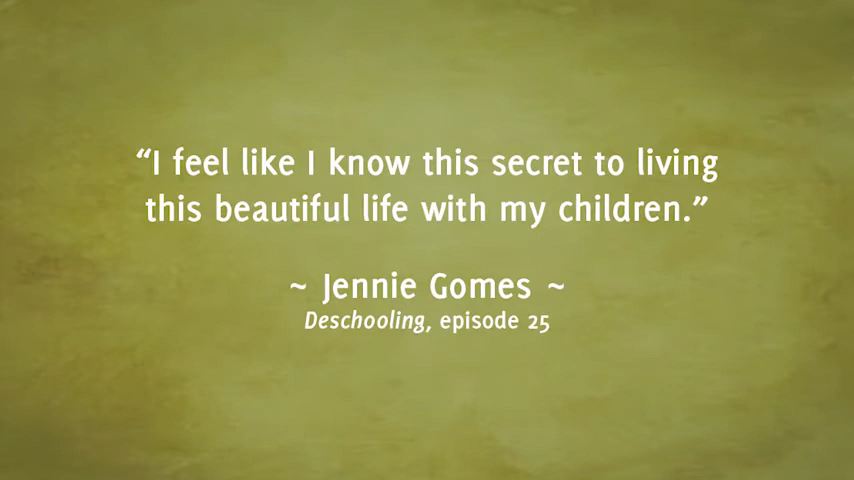 “I feel like I know this secret to living
this beautiful life with my children.”
~ Jennie Gomes ~
Deschooling, episode 25